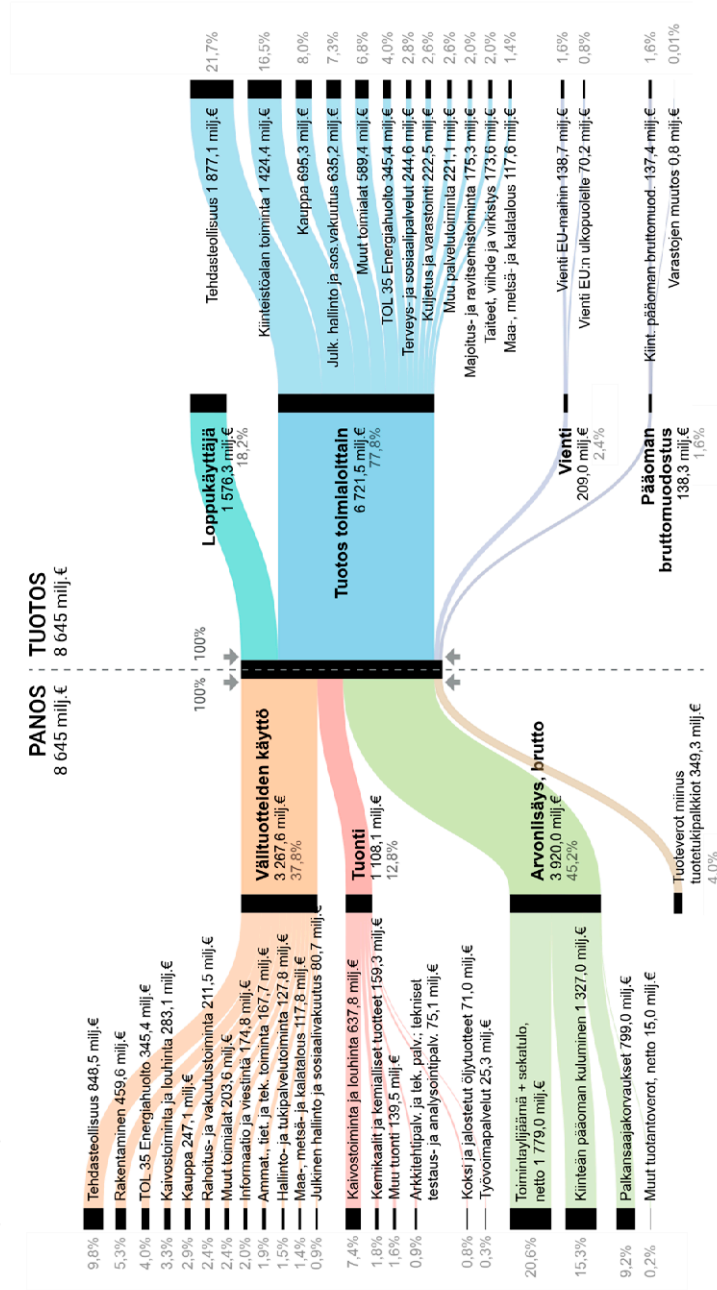 PANOS
8 645 milj.€
TUOTOS
8 645 milj.€
100%
100%
9,8%
Tehdasteollisuus 848,5 milj.€
5,3%
Rakentaminen 459,6 milj.€
4,0%
TOL 35 Energiahuolto 345,4 milj.€
3,3%
Kaivostoiminta ja louhinta 283,1 milj.€
2,9%
Kauppa 247,1 milj.€
2,4%
Rahoitus- ja vakuutustoiminta 211,5 milj.€
2,4%
Muut toimialat 203,6 milj.€
2,0%
Informaatio ja viestintä 174,8 milj.€
1,9%
Ammat., tiet. ja tek. toiminta 167,7 milj.€
1,5%
Hallinto- ja tukipalvelutoiminta 127,8 milj.€
1,4%
Maa-, metsä- ja kalatalous 117,8 milj.€
0,9%
Julkinen hallinto ja sosiaalivakuutus 80,7 milj.€
Välituotteiden käyttö
3 267,6 milj.€
37,8%
7,4%
Kaivostoiminta ja louhinta 637,8 milj.€
1,8%
Kemikaalit ja kemialliset tuotteet 159,3 milj.€
1,6%
Muu tuonti 139,5 milj.€
0,9%
Arkkitehtipalv. ja tek. palv.; tekniset
testaus- ja analysointipalv. 75,1 milj.€
0,8%
Koksi ja jalostetut öljytuotteet 71,0 milj.€
0,3%
Työvoimapalvelut 25,3 milj.€
Tuonti
1 108,1 milj.€
12,8%
20,6%
Toimintaylijäämä + sekatulo,
netto 1 779,0 milj.€
15,3%
Kiinteän pääoman kuluminen 1 327,0 milj.€
9,2%
Palkansaajakorvaukset 799,0 milj.€
0,2%
Muut tuotantoverot, netto 15,0 milj.€
Arvonlisäys, brutto
3 920,0 milj.€
45,2%
Tuoteverot miinus
tuotetukipalkkiot 349,3 milj.€
4,0%
Loppukäyttäjä
1 576,3 milj.€
18,2%
Tuotos toimialoittain
6 721,5 milj.€
77,8%
Vienti
209,0 milj.€
2,4%
Pääoman
bruttomuodostus
138,3 milj.€
1,6%
Tehdasteollisuus 1 877,1 milj.€
21,7%
Kiinteistöalan toiminta 1 424,4 milj.€
16,5%
Kauppa 695,3 milj.€
8,0%
Julk. hallinto ja sos.vakuutus 635,2 milj.€
7,3%
Muut toimialat 589,4 milj.€
6,8%
TOL 35 Energiahuolto 345,4 milj.€
4,0%
Terveys- ja sosiaalipalvelut 244,6 milj.€
2,8%
Kuljetus ja varastointi 222,5 milj.€
2,6%
Muu palvelutoiminta 221,1 milj.€
2,6%
Majoitus- ja ravitsemistoiminta 175,3 milj.€
2,0%
Taiteet, viihde ja virkistys 173,6 milj.€
2,0%
Maa-, metsä- ja kalatalous 117,6 milj.€
1,4%
Vienti EU-maihin 138,7 milj.€
1,6%
Vienti EU:n ulkopuolelle 70,2 milj.€
0,8%
Kiint. pääoman bruttomuod. 137,4 milj.€
1,6%
Varastojen muutos 0,8 milj.€
0,01%